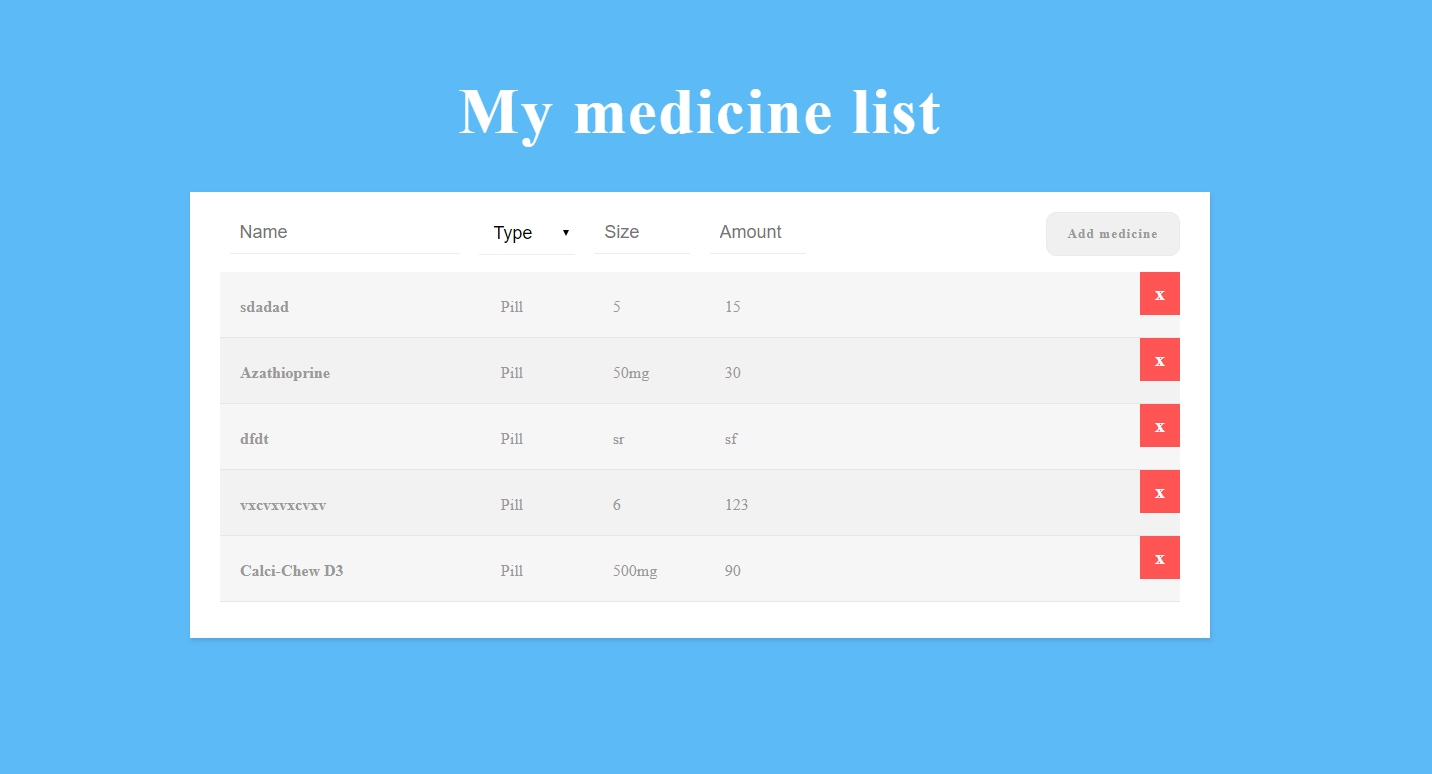 My medicine list
Name Type Size Amount Add medicine
sdadad Pill 5 15 x
Azathioprine Pill 50mg 30 x
dfdt Pill sr sf x
vxcvxvxcvxv Pill 6 123 x
Calci-Chew D3 Pill 500mg 90 x